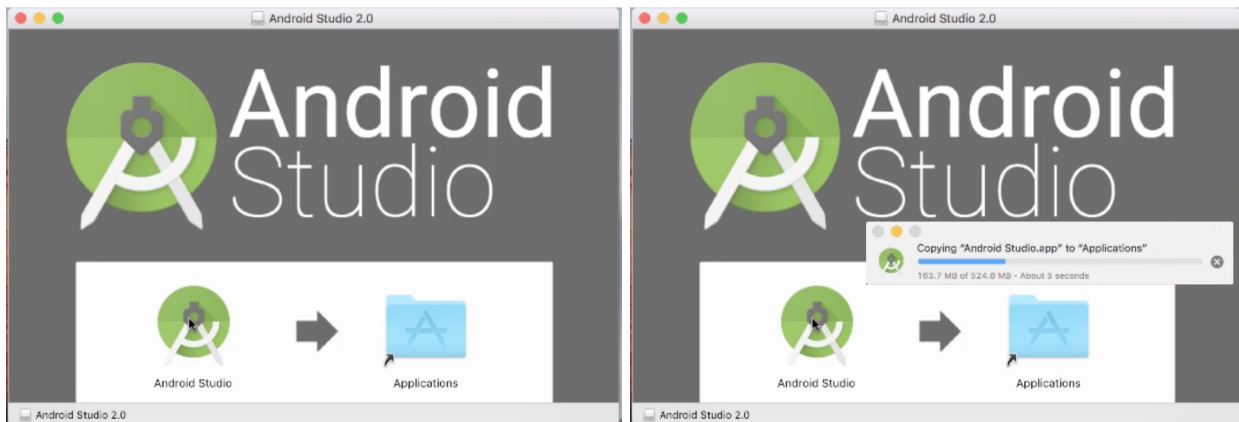 Android Studio 2.0
Android
Studio
Android Studio
Applications
Android Studio 2.0
Android Studio 2.0
Android
Studio
Copying "Android Studio.app" to "Applications"
163.7 MB of 524.6 MB - About 5 seconds
Android Studio
Applications
Android Studio 2.0